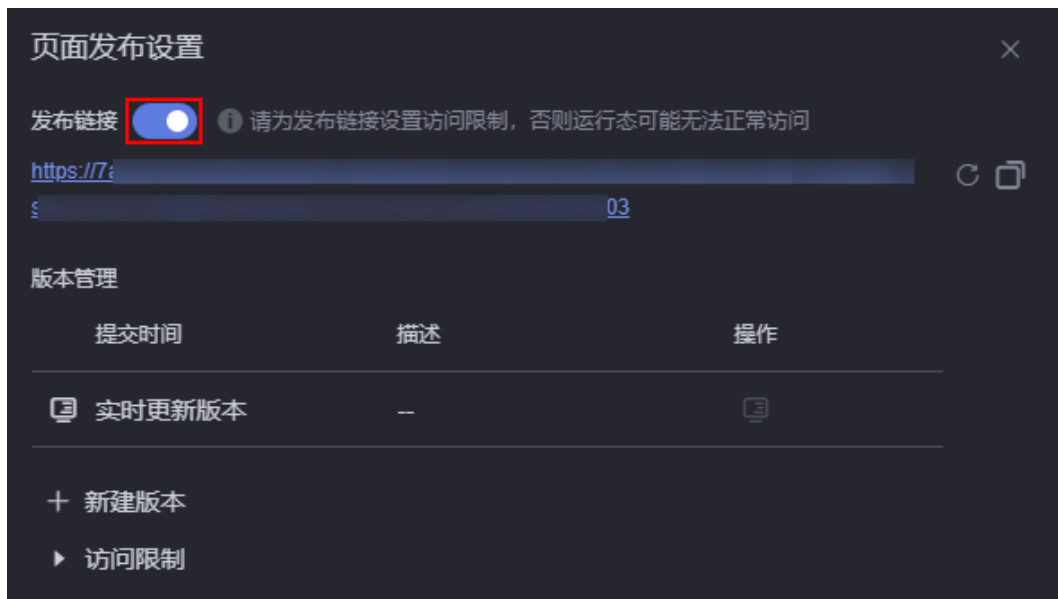 页面发布设置
发布链接 请为发布链接设置访问限制，否则运行态可能无法正常访问
https://7a
03
版本管理
提交时间 描述 操作
实时更新版本 --
新建版本
访问限制